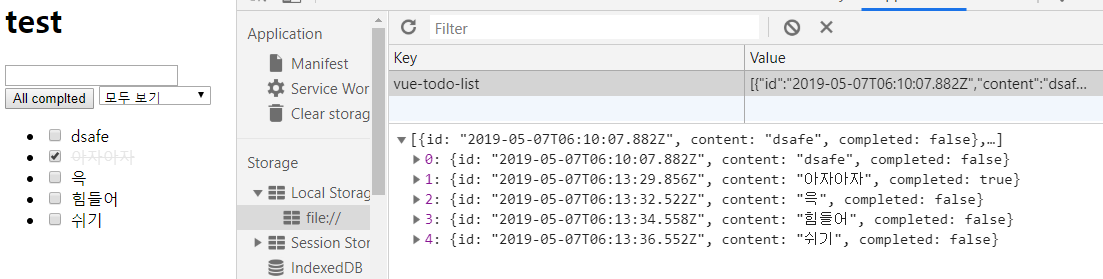 test
All complted 모두 보기
dsafe
아자아자
윽
힘들어
쉬기
Application
Manifest
Service Wor
Clear storag
Storage
Local Storag
file://
Session Stor
IndexedDB
Filter
Key Value
vue-todo-list [{"id":"2019-05-07T06:10:07.882Z","content":"dsaf...
[{id: "2019-05-07T06:10:07.882Z", content: "dsafe", completed: false},…]
0: {id: "2019-05-07T06:10:07.882Z", content: "dsafe", completed: false}
1: {id: "2019-05-07T06:13:29.856Z", content: "아자아자", completed: true}
2: {id: "2019-05-07T06:13:32.522Z", content: "윽", completed: false}
3: {id: "2019-05-07T06:13:34.558Z", content: "힘들어", completed: false}
4: {id: "2019-05-07T06:13:36.552Z", content: "쉬기", completed: false}